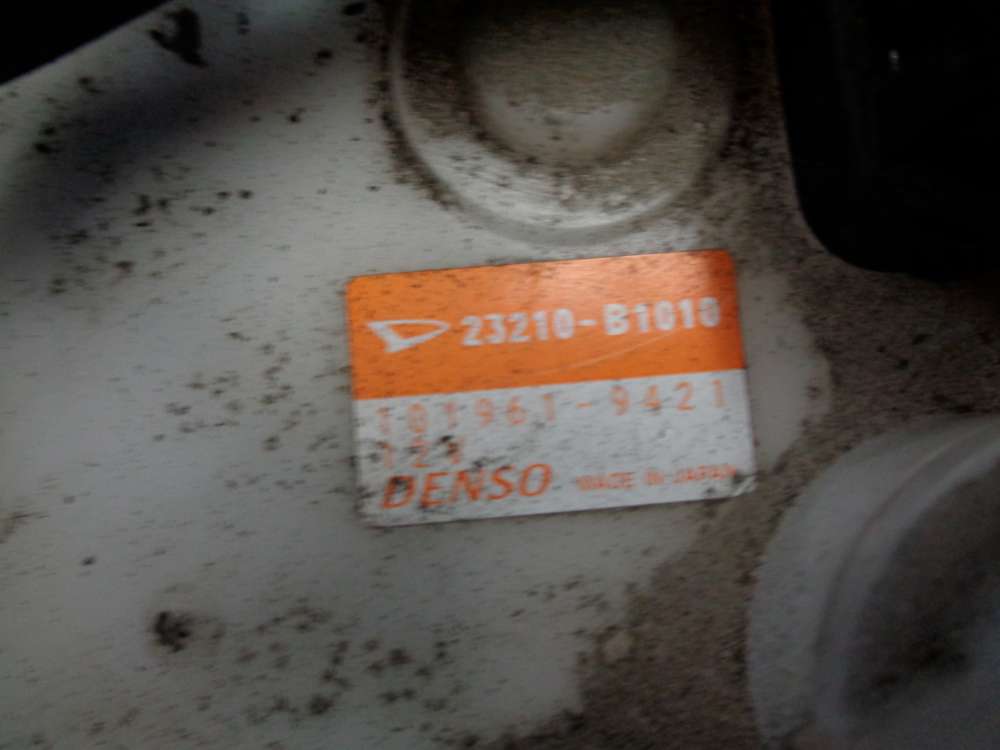 23210-B1010
101961-9421
12V
DENSO MADE IN JAPAN